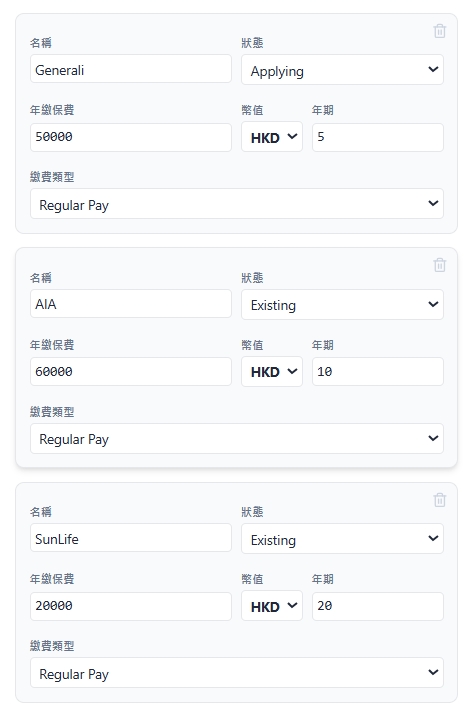 名稱 狀態
Generali Applying
年繳保費 幣值 年期
50000 HKD 5
繳費類型
Regular Pay
名稱 狀態
AIA Existing
年繳保費 幣值 年期
60000 HKD 10
繳費類型
Regular Pay
名稱 狀態
SunLife Existing
年繳保費 幣值 年期
20000 HKD 20
繳費類型
Regular Pay